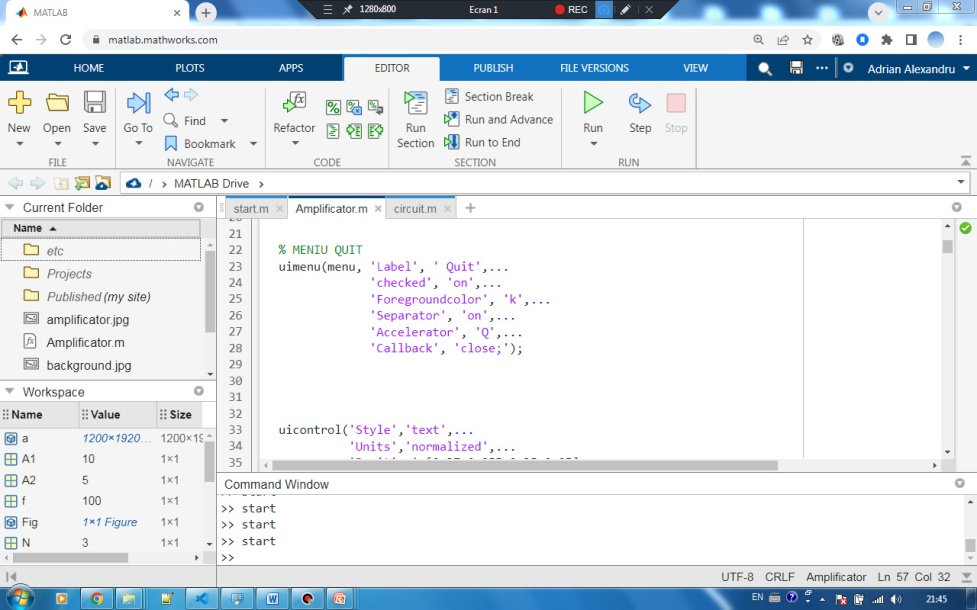 MATLAB
1280x800 Ecran 1 REC
matlab.mathworks.com
HOME PLOTS APPS EDITOR PUBLISH FILE VERSIONS VIEW Adrian Alexandru
New Open Save Go To Find Bookmark Refactor Run Section Section Break Run and Advance Run to End Run Step Stop
FILE NAVIGATE CODE SECTION RUN
/ > MATLAB Drive >
Current Folder
Name
etc
Projects
Published (my site)
amplificator.jpg
Amplificator.m
background.jpg
Workspace
Name Value Size
a 1200×1920... 1200×19
A1 10 1×1
A2 5 1×1
f 100 1×1
Fig 1×1 Figure 1×1
N 3 1×1
start.m × Amplificator.m × circuit.m × +
21
22 % MENIU QUIT
23 uimenu(menu, 'Label', ' Quit',...
24 'checked', 'on',...
25 'Foregroundcolor', 'k',...
26 'Separator', 'on',...
27 'Accelerator', 'Q',...
28 'Callback', 'close;');
29
30
31
32
33 uicontrol('Style','text',...
34 'Units','normalized',...
35
Command Window
>> start
>> start
>> start
>> start
>>
UTF-8 CRLF Amplificator Ln 57 Col 32
EN 21:45